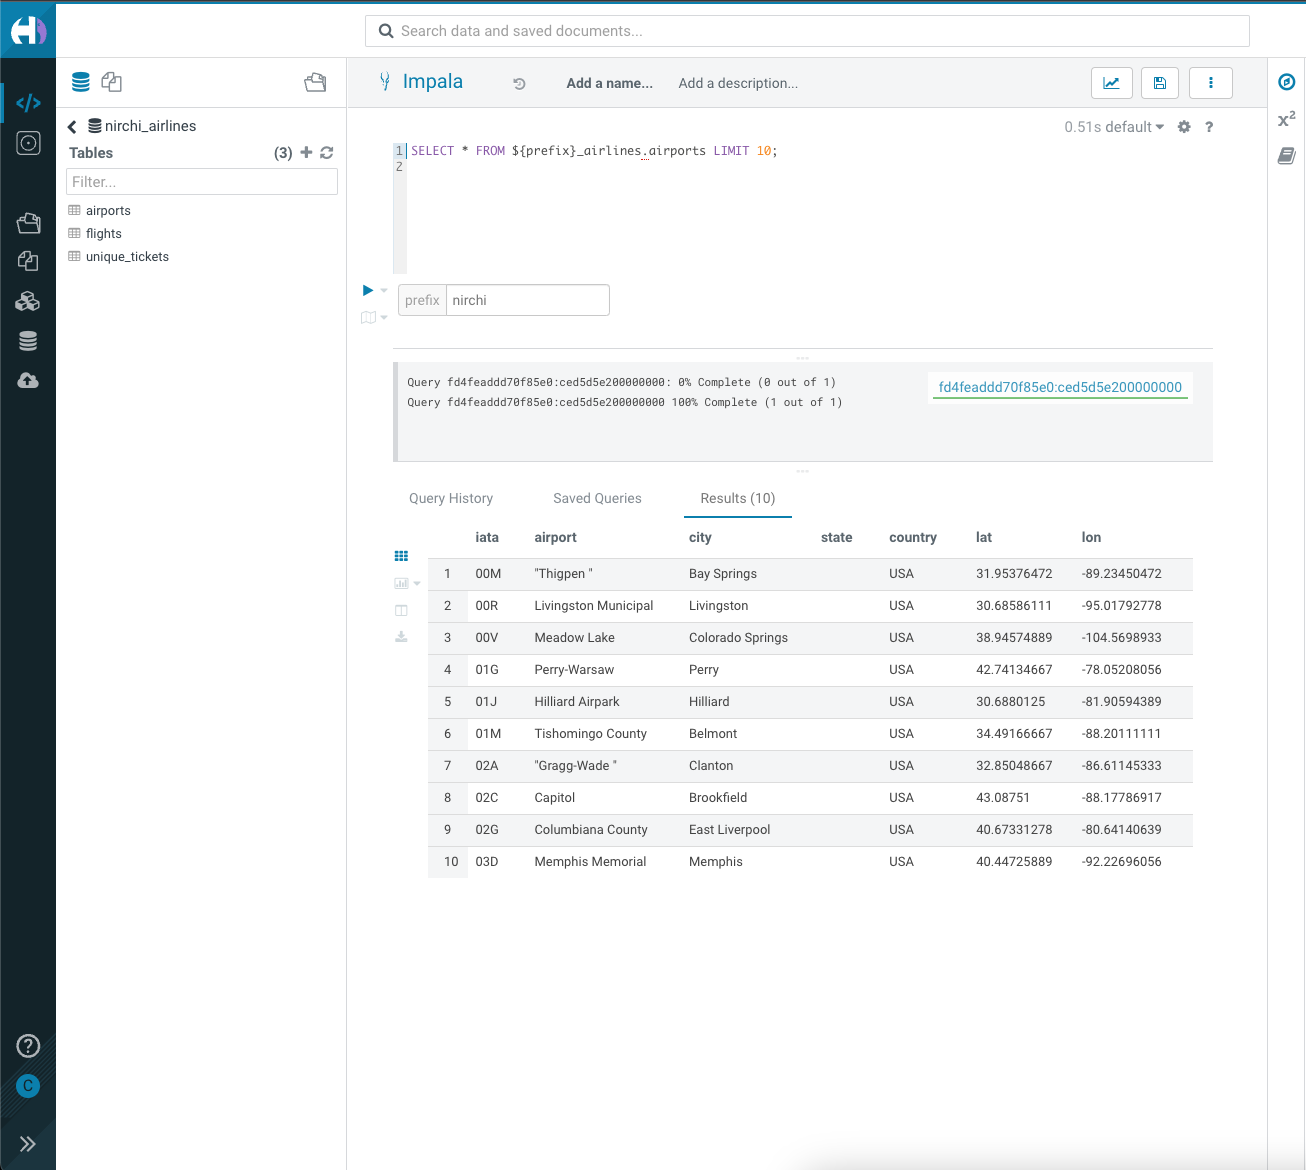 Search data and saved documents...
Impala
Add a name...
Add a description...
nirchi_airlines
0.51s default
?
Tables (3)
Filter...
airports
flights
unique_tickets
1 SELECT * FROM ${prefix}_airlines.airports LIMIT 10;
2
prefix nirchi
Query fd4feaddd70f85e0:ced5d5e200000000: 0% Complete (0 out of 1)
Query fd4feaddd70f85e0:ced5d5e200000000 100% Complete (1 out of 1)
fd4feaddd70f85e0:ced5d5e200000000
Query History Saved Queries Results (10)
iata airport city state country lat lon
1 00M "Thigpen " Bay Springs USA 31.95376472 -89.23450472
2 00R Livingston Municipal Livingston USA 30.68586111 -95.01792778
3 00V Meadow Lake Colorado Springs USA 38.94574889 -104.5698933
4 01G Perry-Warsaw Perry USA 42.74134667 -78.05208056
5 01J Hilliard Airpark Hilliard USA 30.6880125 -81.90594389
6 01M Tishomingo County Belmont USA 34.49166667 -88.20111111
7 02A "Gragg-Wade " Clanton USA 32.85048667 -86.61145333
8 02C Capitol Brookfield USA 43.08751 -88.17786917
9 02G Columbiana County East Liverpool USA 40.67331278 -80.64140639
10 03D Memphis Memorial Memphis USA 40.44725889 -92.22696056
x²
?
C